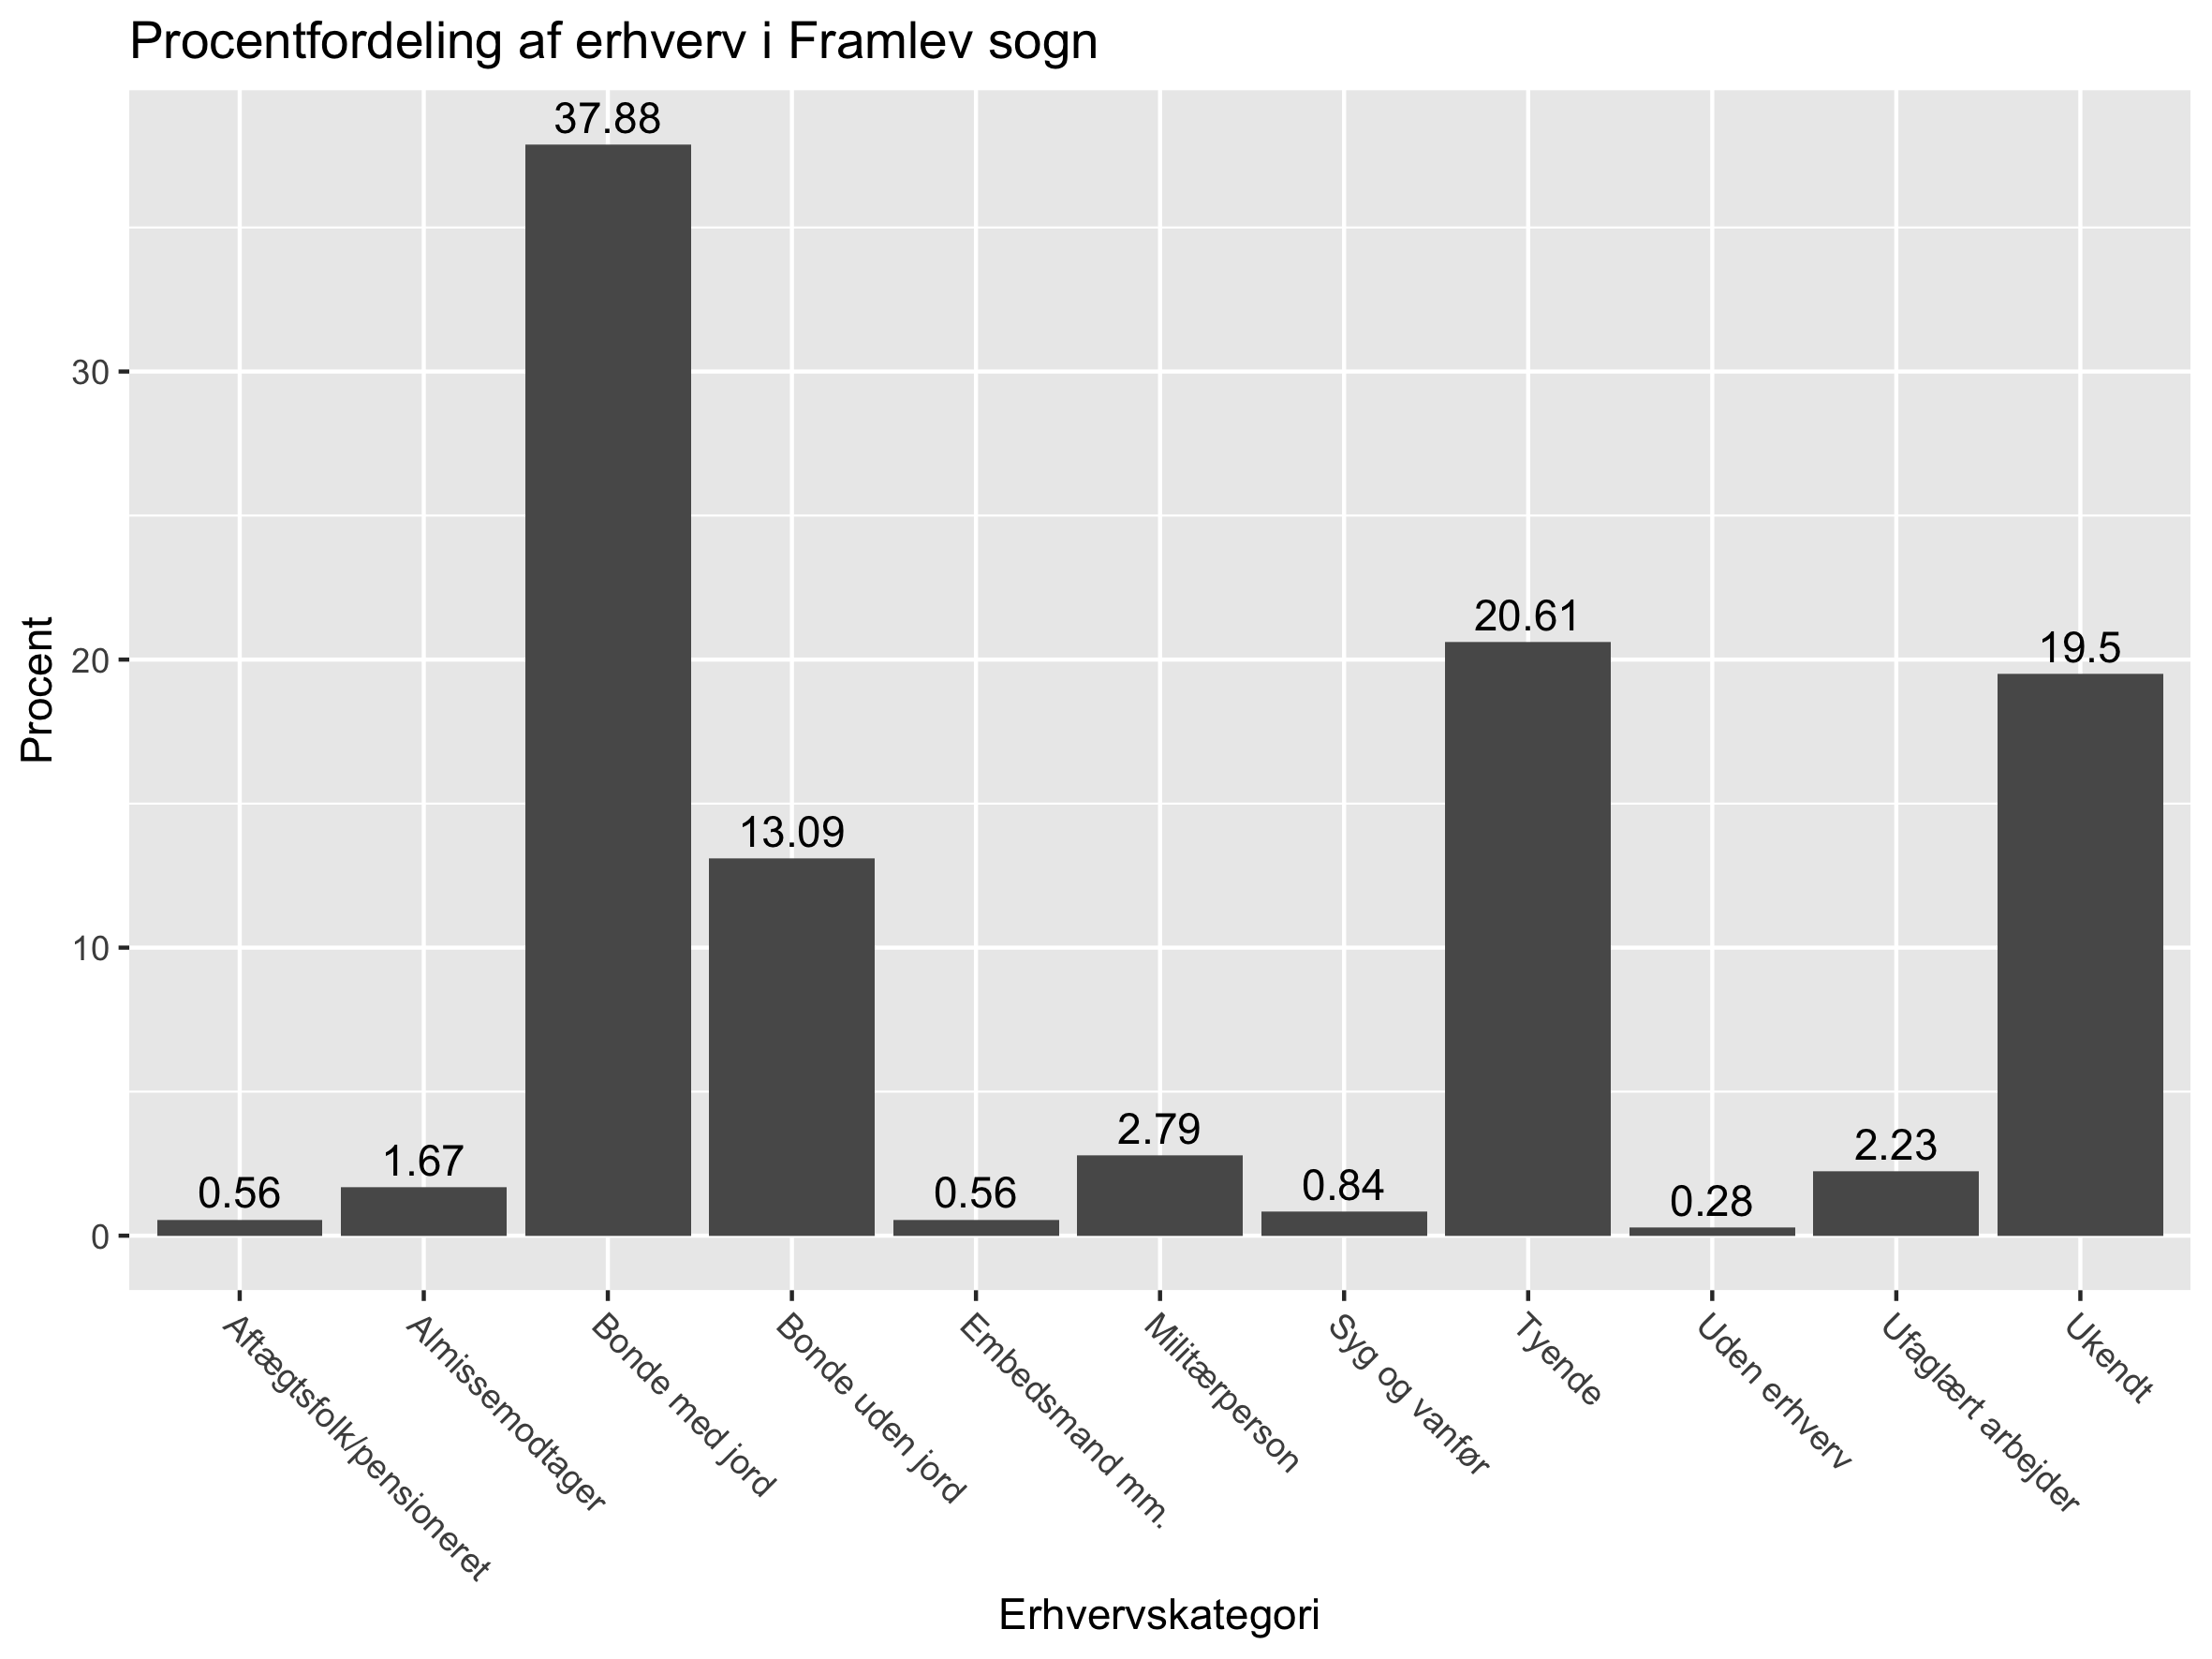 Procentfordeling af erhverv i Framlev sogn
37.88
30
20.61
20
19.5
Procent
13.09
10
2.79
2.23
1.67
0.84
0.56
0.56
0.28
0
Aftægtsfolk/pensioneret
Almissemodtager
Bonde med jord
Bonde uden jord
Embedsmand mm.
Militærperson
Syg og vanfør
Tyende
Uden erhverv
Ufaglært arbejder
Ukendt
Erhvervskategori